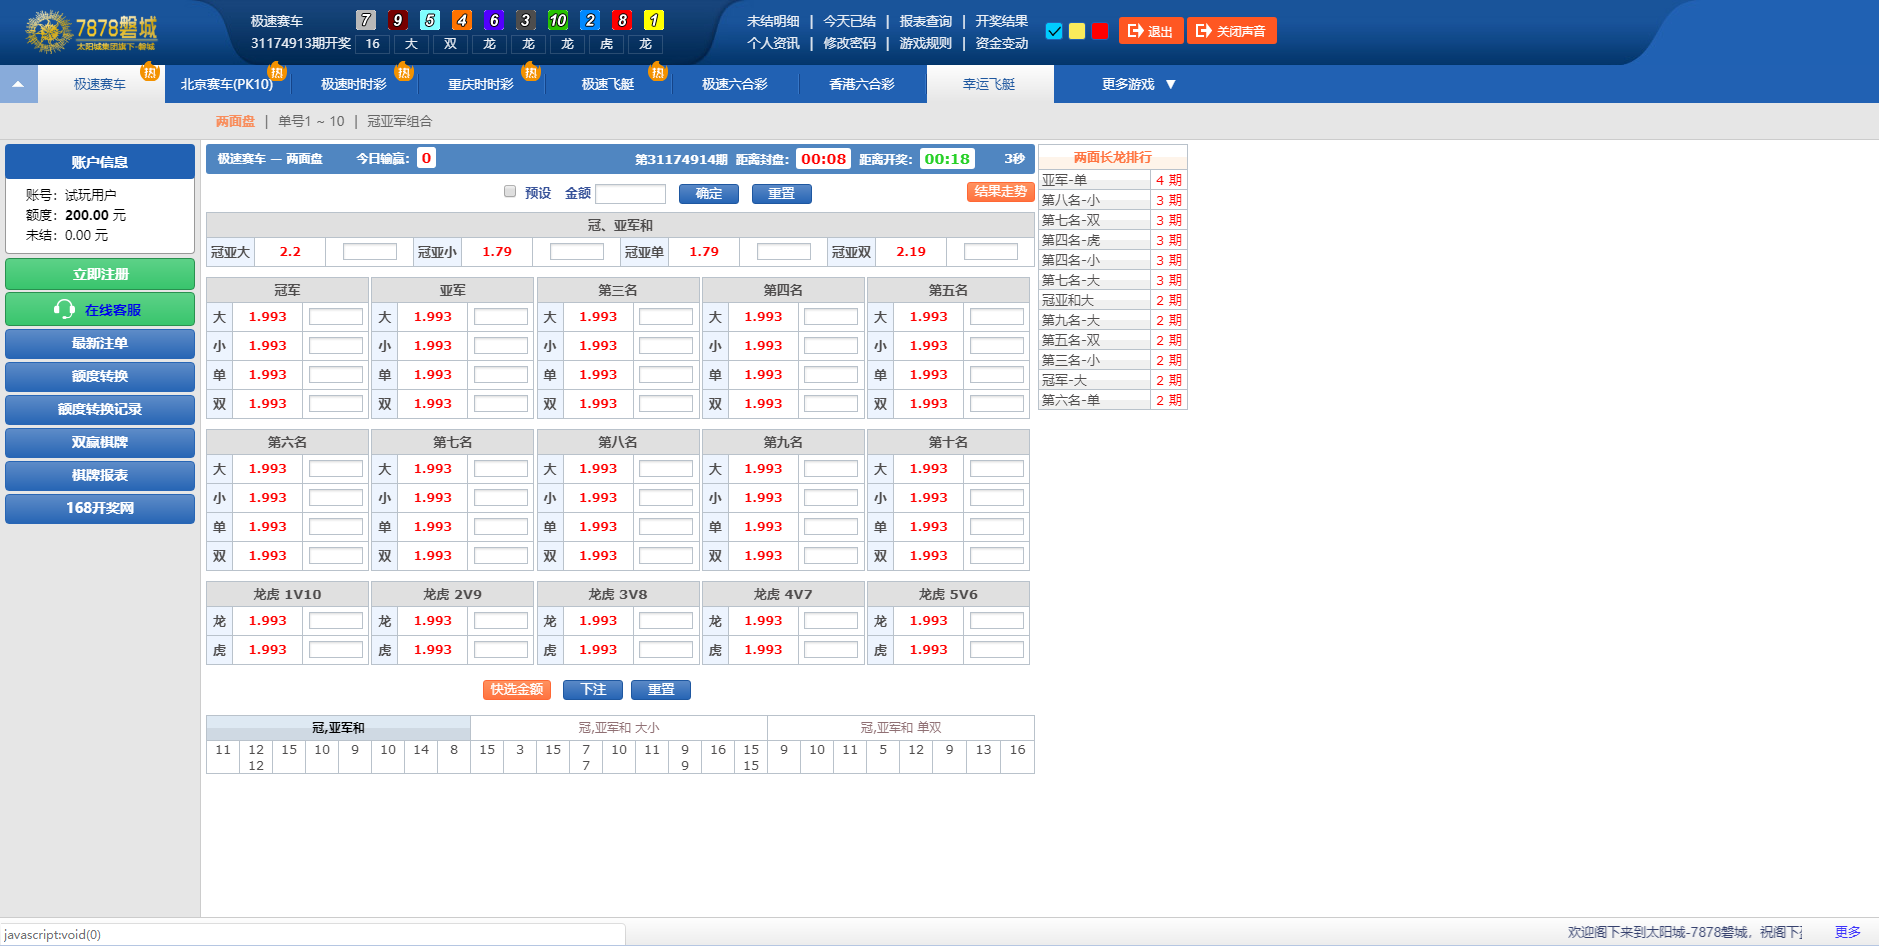 7878磐城
太阳城集团旗下-磐城
极速赛车 7 9 5 4 6 3 10 2 8 1
31174913期开奖 16 大 双 龙 龙 龙 虎 龙
未结明细 | 今天已结 | 报表查询 | 开奖结果
个人资讯 | 修改密码 | 游戏规则 | 资金变动
退出 关闭声音
极速赛车 热 北京赛车(PK10) 热 极速时时彩 热 重庆时时彩 热 极速飞艇 热 极速六合彩 香港六合彩 幸运飞艇 更多游戏 ▼
两面盘 | 单号1 ~ 10 | 冠亚军组合
账户信息
账号：试玩用户
额度：200.00 元
未结：0.00 元
立即注册
在线客服
最新注单
额度转换
额度转换记录
双赢棋牌
棋牌报表
168开奖网
极速赛车 — 两面盘 今日输赢：0 第31174914期 距离封盘：00:08 距离开奖：00:18 3秒
预设 金额 确定 重置 结果走势
冠、亚军和
冠亚大 2.2 冠亚小 1.79 冠亚单 1.79 冠亚双 2.19
冠军 亚军 第三名 第四名 第五名
大 1.993 大 1.993 大 1.993 大 1.993 大 1.993
小 1.993 小 1.993 小 1.993 小 1.993 小 1.993
单 1.993 单 1.993 单 1.993 单 1.993 单 1.993
双 1.993 双 1.993 双 1.993 双 1.993 双 1.993
第六名 第七名 第八名 第九名 第十名
大 1.993 大 1.993 大 1.993 大 1.993 大 1.993
小 1.993 小 1.993 小 1.993 小 1.993 小 1.993
单 1.993 单 1.993 单 1.993 单 1.993 单 1.993
双 1.993 双 1.993 双 1.993 双 1.993 双 1.993
龙虎 1V10 龙虎 2V9 龙虎 3V8 龙虎 4V7 龙虎 5V6
龙 1.993 龙 1.993 龙 1.993 龙 1.993 龙 1.993
虎 1.993 虎 1.993 虎 1.993 虎 1.993 虎 1.993
快选金额 下注 重置
冠,亚军和 冠,亚军和 大小 冠,亚军和 单双
11 12 15 10 9 10 14 8 15 3 15 7 10 11 9 16 15 9 10 11 5 12 9 13 16
12 7 9 15
两面长龙排行
亚军-单 4 期
第八名-小 3 期
第七名-双 3 期
第四名-虎 3 期
第四名-小 3 期
第七名-大 3 期
冠亚和大 2 期
第九名-大 2 期
第五名-双 2 期
第三名-小 2 期
冠军-大 2 期
第六名-单 2 期
javascript:void(0)
欢迎阁下来到太阳城-7878磐城，祝阁下 更多